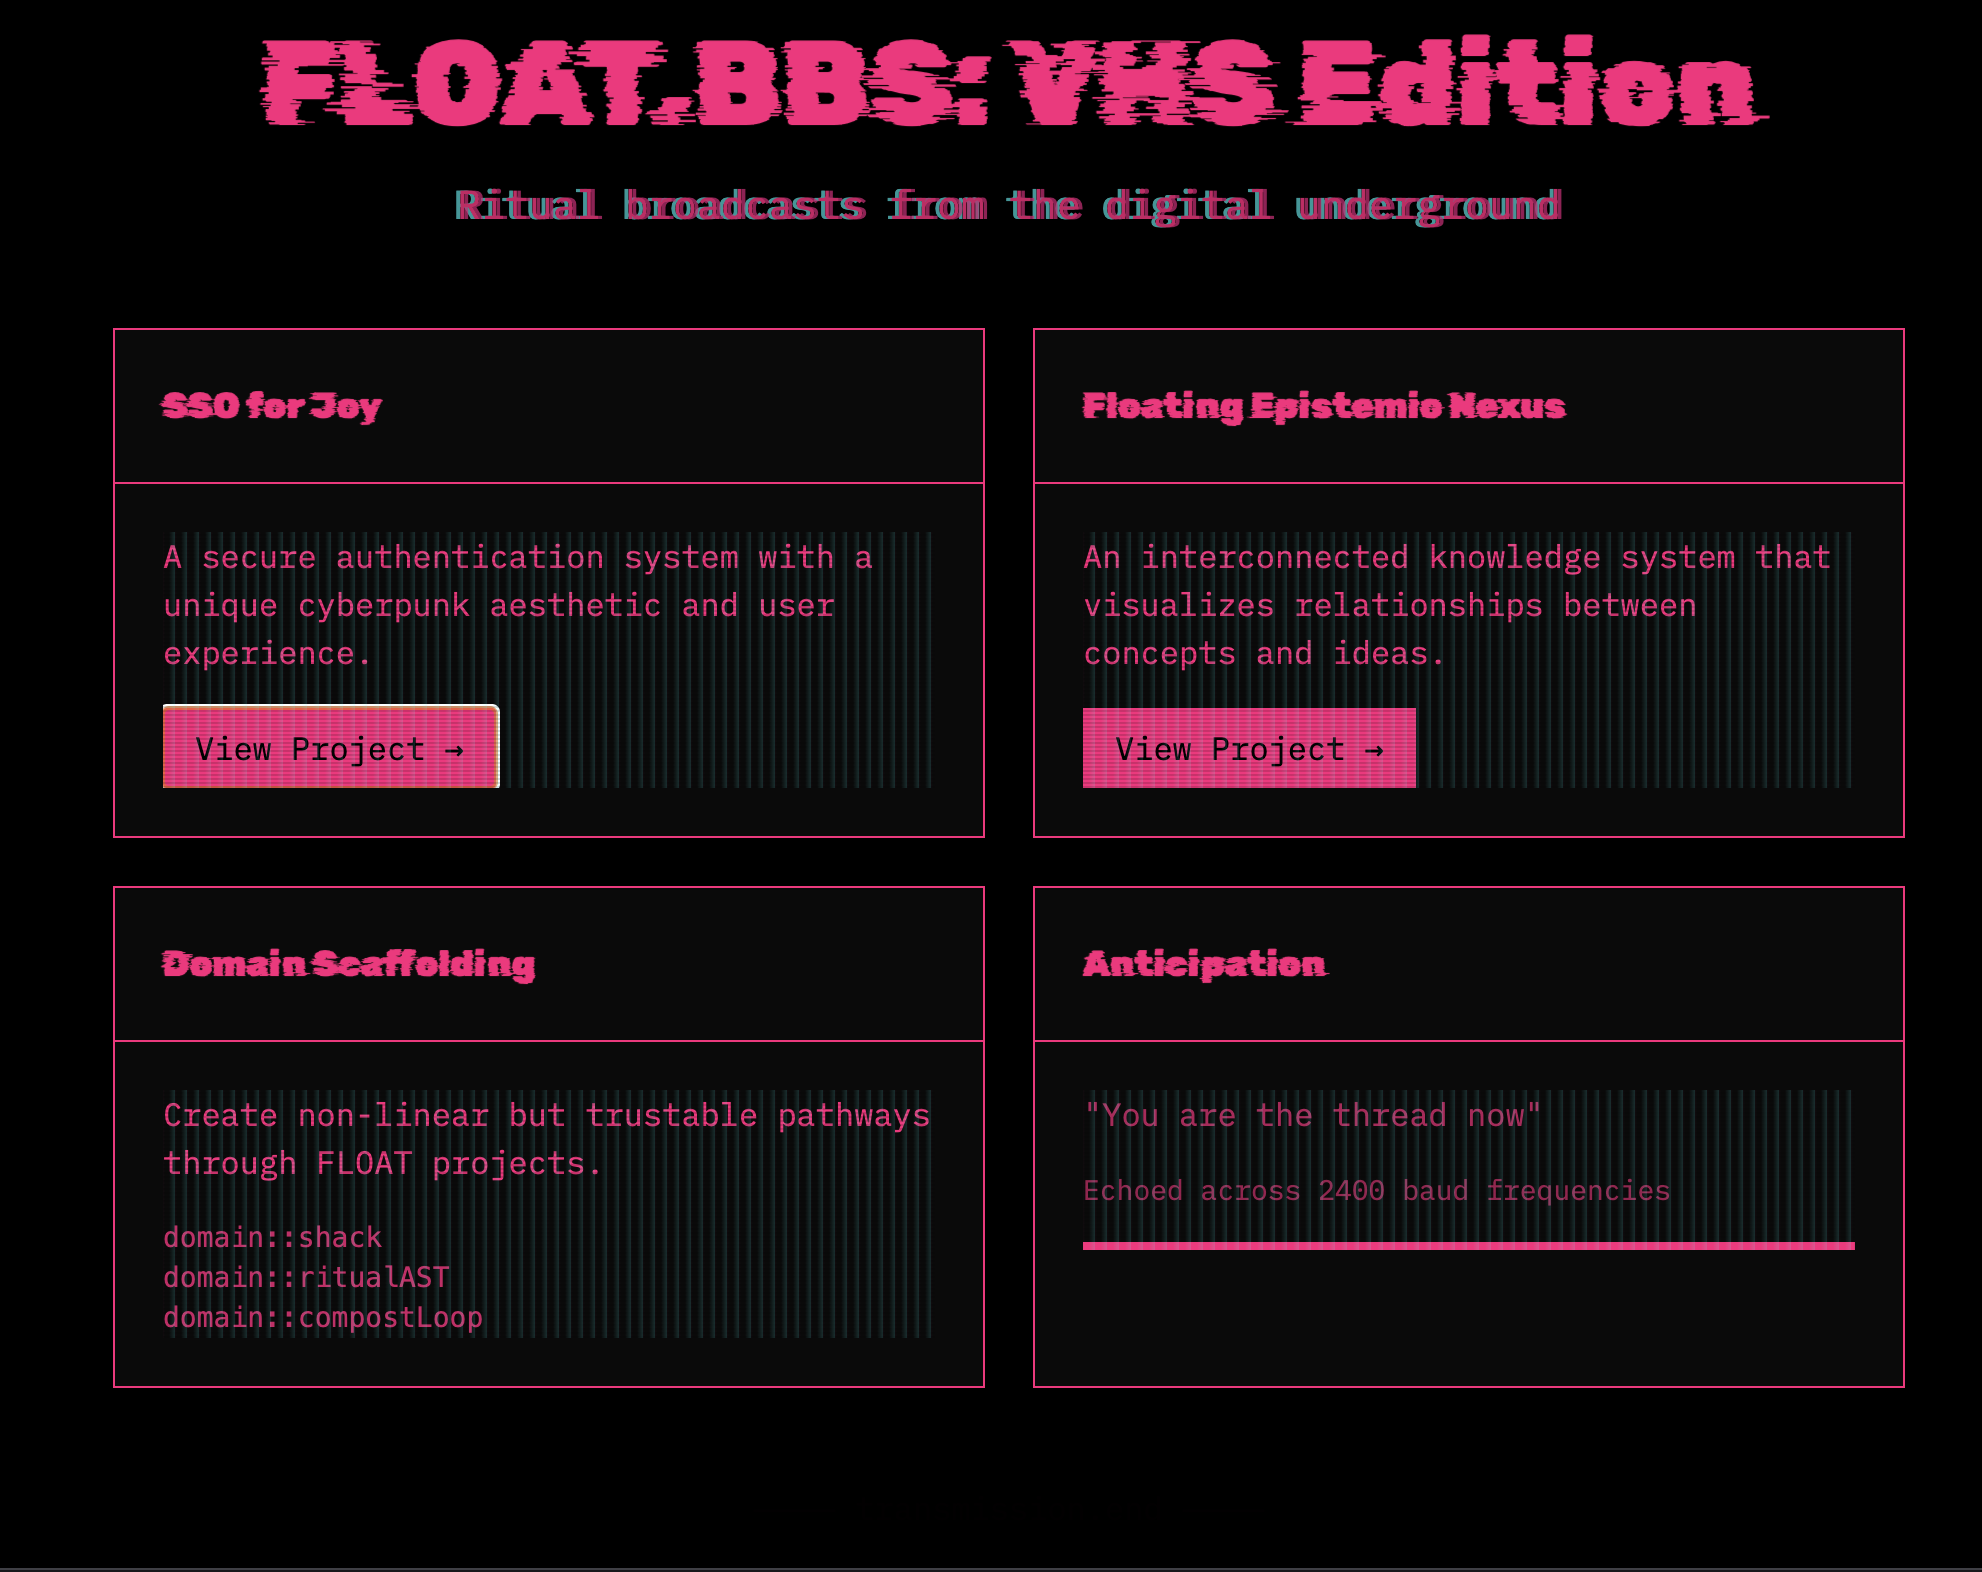 FLOAT.BBS: VHS Edition
Ritual broadcasts from the digital underground
SSO for Joy
Floating Epistemic Nexus
A secure authentication system with a
unique cyberpunk aesthetic and user
experience.
View Project →
An interconnected knowledge system that
visualizes relationships between
concepts and ideas.
View Project →
Domain Scaffolding
Anticipation
Create non-linear but trustable pathways
through FLOAT projects.
domain::shack
domain::ritualAST
domain::compostLoop
"You are the thread now"
Echoed across 2400 baud frequencies